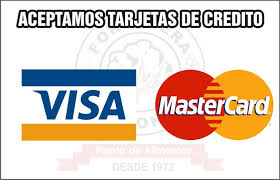 ACEPTAMOS TARJETAS DE CREDITO
VISA
MasterCard
DESDE 1972